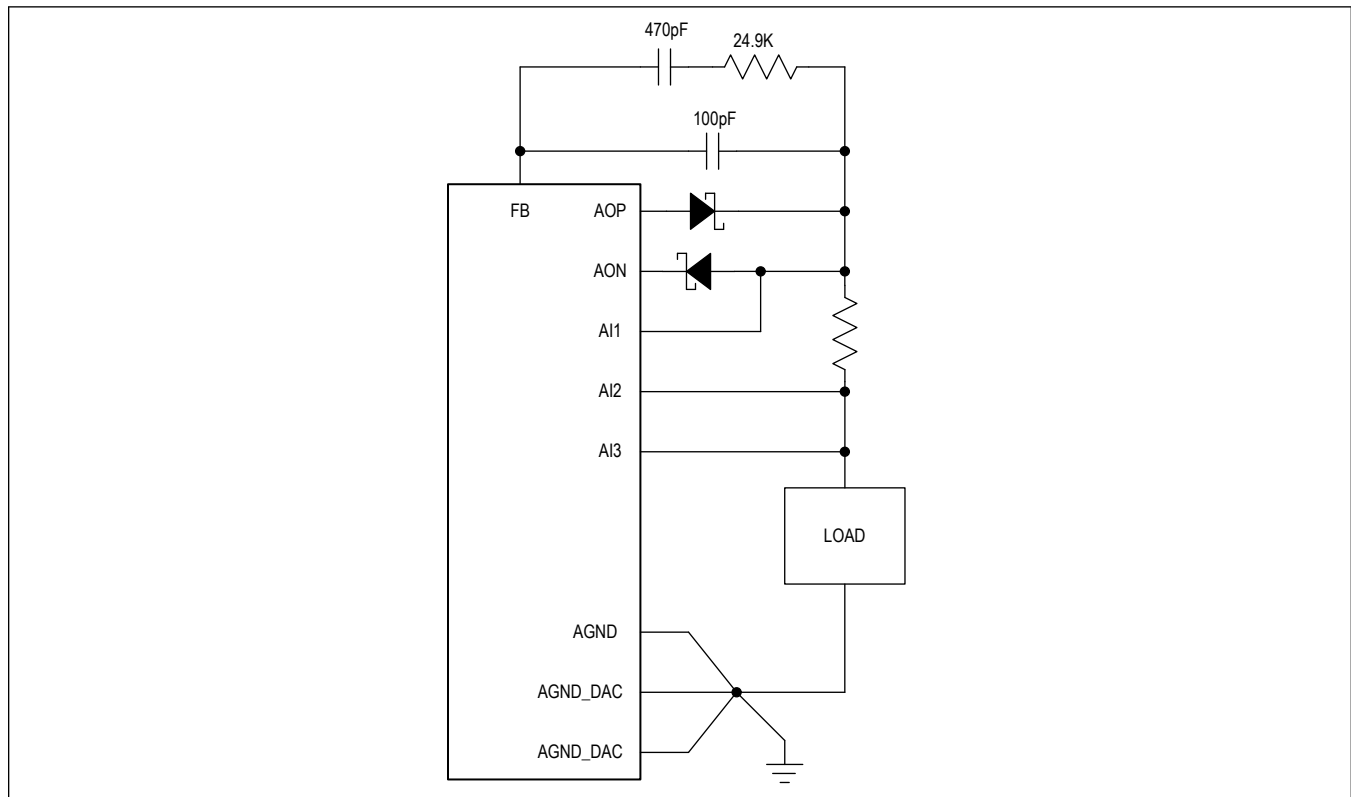 470pF
24.9K
100pF
FB
AOP
AON
AI1
AI2
AI3
LOAD
AGND
AGND_DAC
AGND_DAC